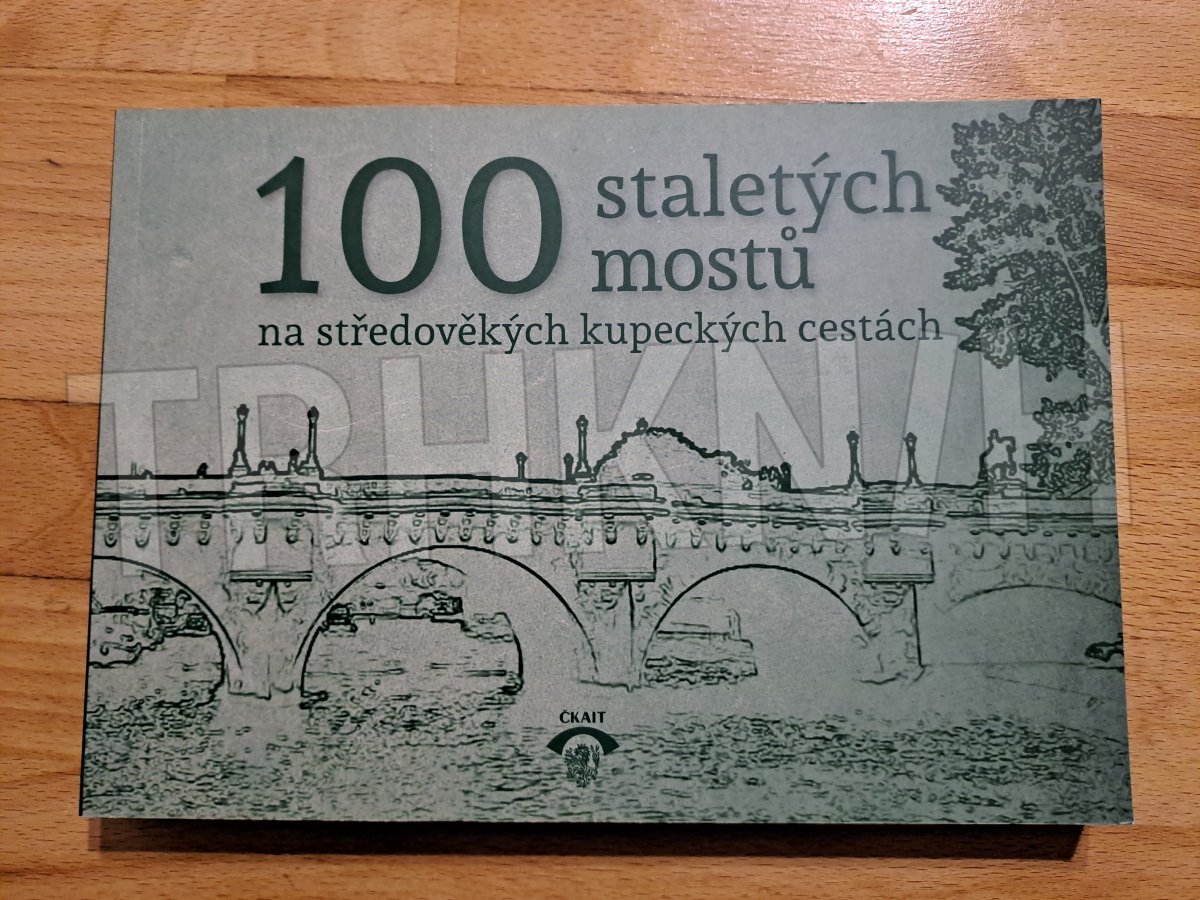 100 staletých
mostů
na středověkých kupeckých cestách
TRHKNIH
ČKAIT